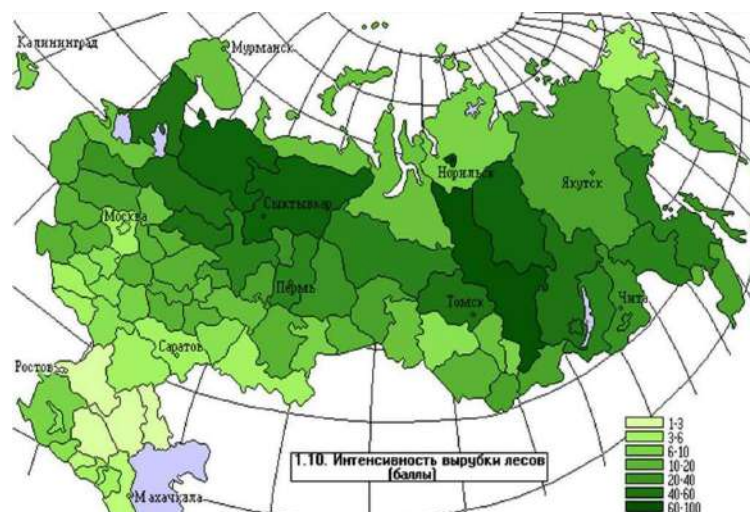 Калининград
Мурманск
Норильск
Якутск
Москва
Сыктывкар
Пермь
Томск
Чита
Саратов
Ростов
Махачкала
1.10. Интенсивность вырубки лесов
(баллы)
1-3
3-6
6-10
10-20
20-40
40-60
60-100